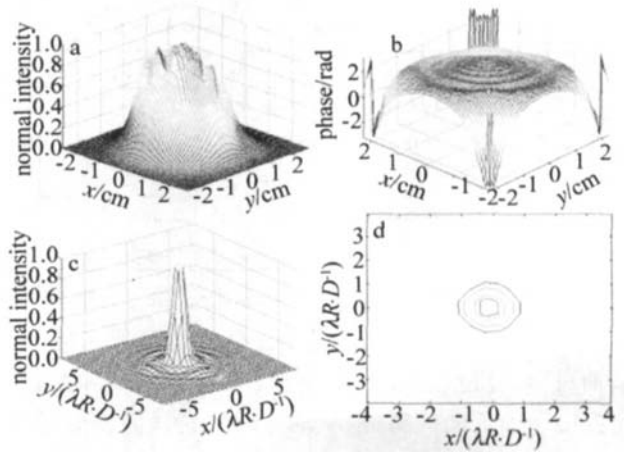 a
normal intensity
1.0
0.8
0.6
0.4
0.2
0.0
-2 -1 0 1 2
x/cm
-2 -1 0 1 2
y/cm
b
phase/rad
2
0
-2
2 1 0 -1 -2
x/cm
-2 -1 0 1 2
y/cm
c
normal intensity
1.0
0.8
0.6
0.4
0.2
0.0
5 0 -5
y/(λR·D⁻¹)
-5 0 5
x/(λR·D⁻¹)
d
y/(λR·D⁻¹)
3
2
1
0
-1
-2
-3
-4 -3 -2 -1 0 1 2 3 4
x/(λR·D⁻¹)